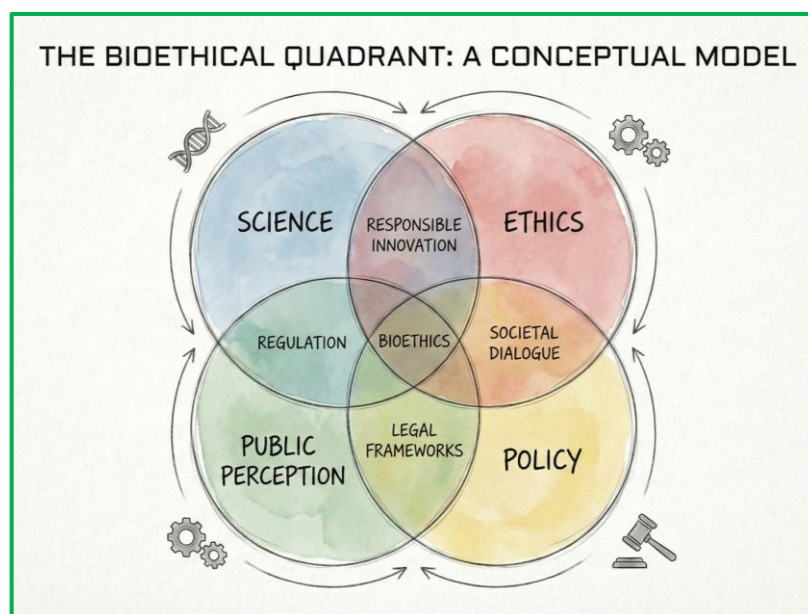 THE BIOETHICAL QUADRANT: A CONCEPTUAL MODEL
SCIENCE
RESPONSIBLE
INNOVATION
ETHICS
REGULATION
BIOETHICS
SOCIETAL
DIALOGUE
PUBLIC
PERCEPTION
LEGAL
FRAMEWORKS
POLICY